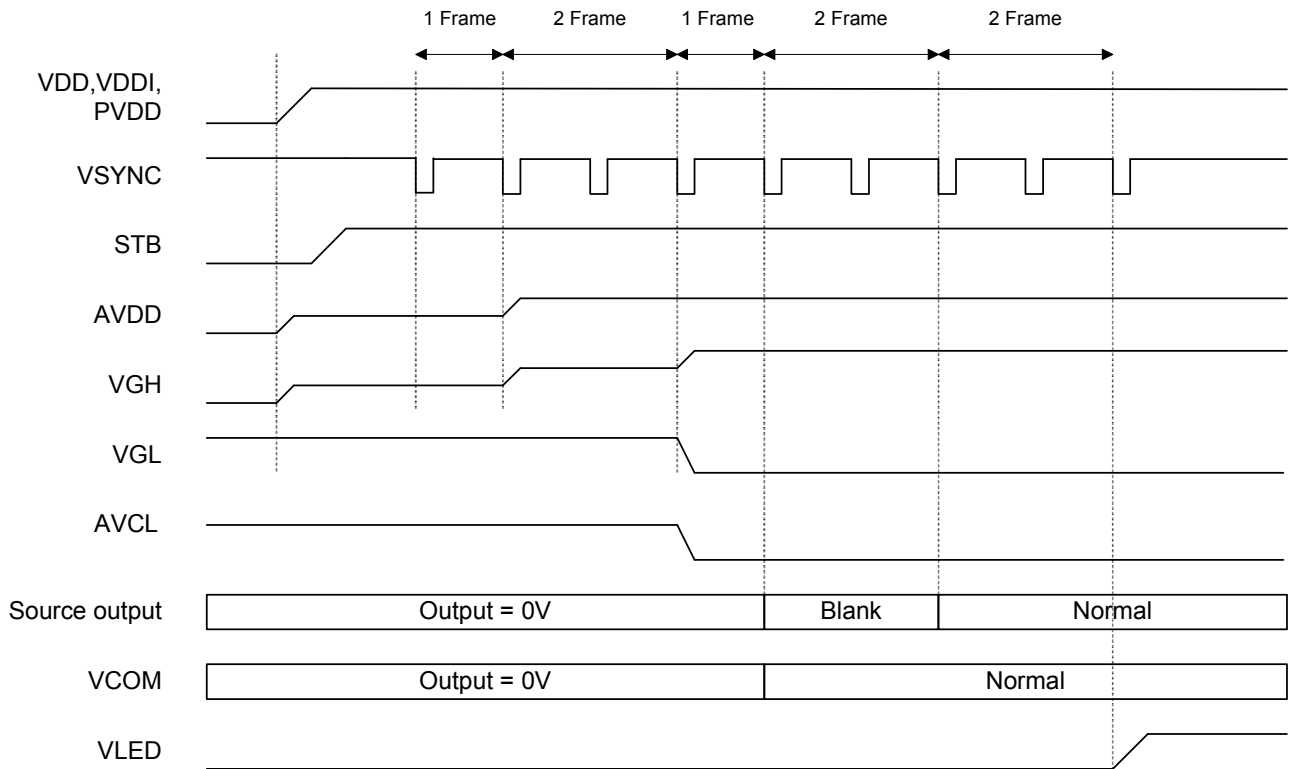 1 Frame 2 Frame 1 Frame 2 Frame 2 Frame
VDD,VDDI,
PVDD
VSYNC
STB
AVDD
VGH
VGL
AVCL
Source output Output = 0V Blank Normal
VCOM Output = 0V Normal
VLED